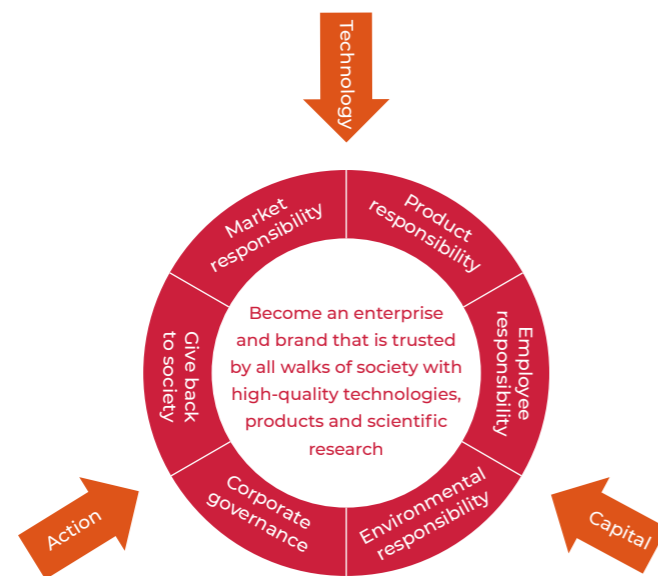 Technology
Market
responsibility
Product
responsibility
Give back
to society
Become an enterprise
and brand that is trusted
by all walks of society with
high-quality technologies,
products and scientific
research
Employee
responsibility
Corporate
governance
Environmental
responsibility
Action
Capital